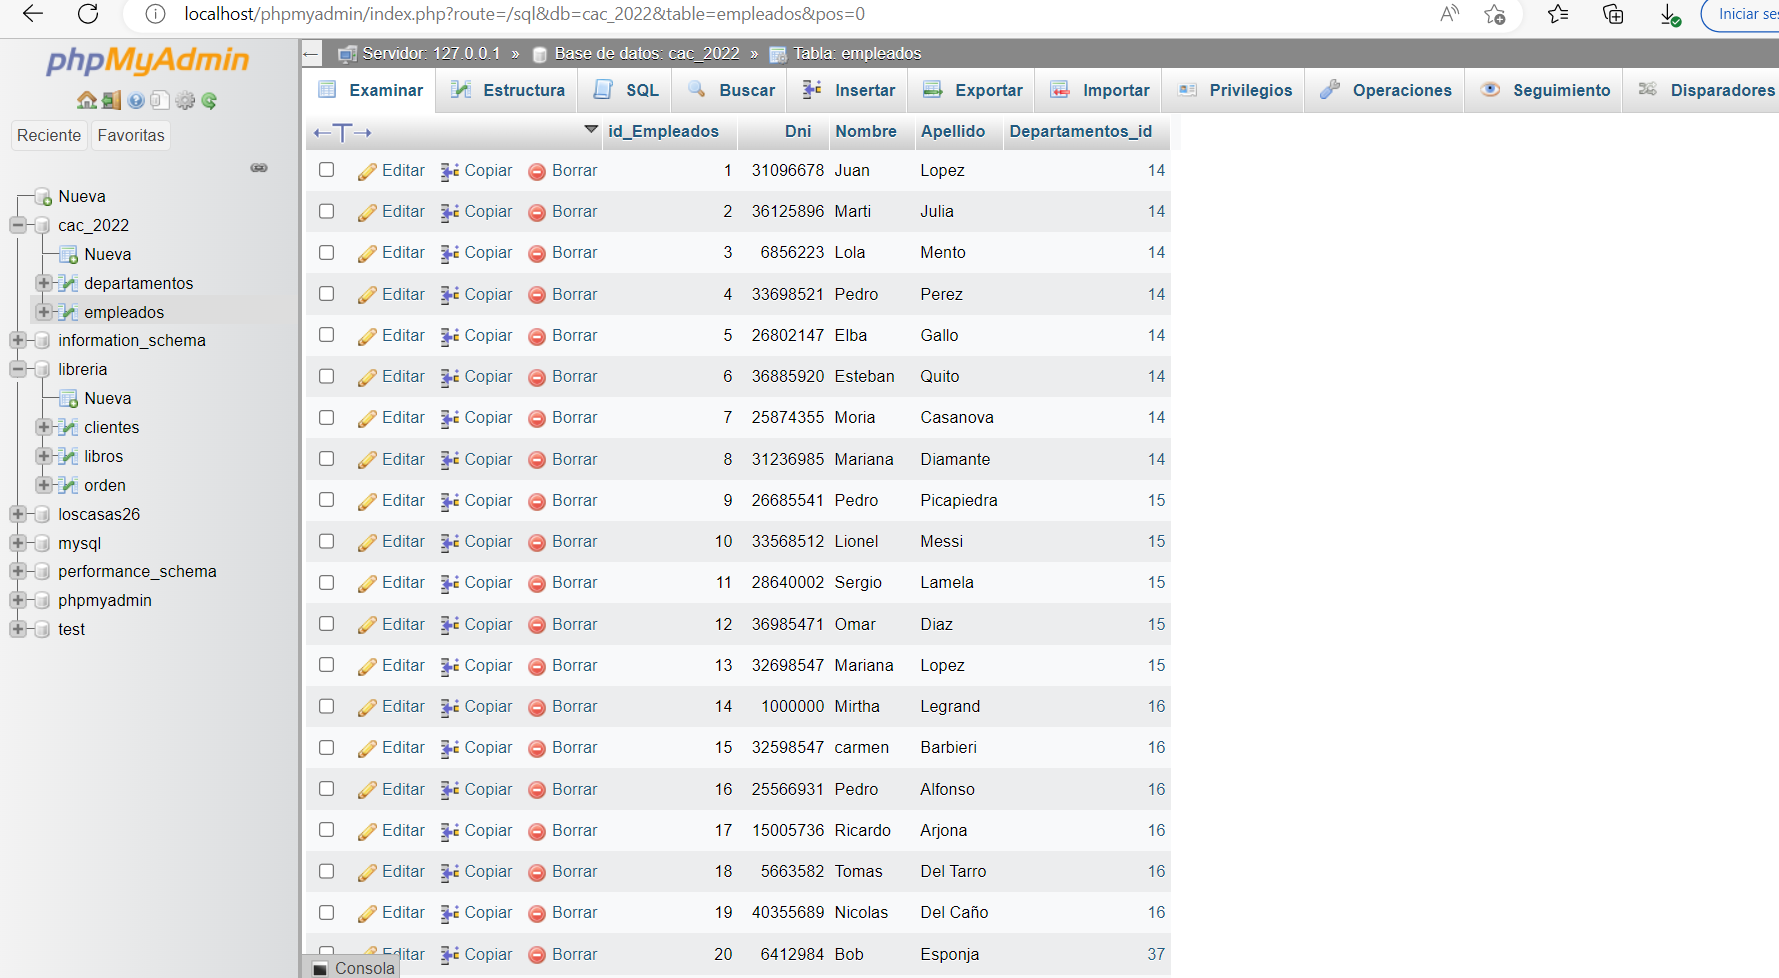 localhost/phpmyadmin/index.php?route=/sql&db=cac_2022&table=empleados&pos=0
Iniciar ses
phpMyAdmin
Reciente Favoritas
Nueva
cac_2022
Nueva
departamentos
empleados
information_schema
libreria
Nueva
clientes
libros
orden
loscasas26
mysql
performance_schema
phpmyadmin
test
Servidor: 127.0.0.1 » Base de datos: cac_2022 » Tabla: empleados
Examinar Estructura SQL Buscar Insertar Exportar Importar Privilegios Operaciones Seguimiento Disparadores
←T→ id_Empleados Dni Nombre Apellido Departamentos_id
Editar Copiar Borrar 1 31096678 Juan Lopez 14
Editar Copiar Borrar 2 36125896 Marti Julia 14
Editar Copiar Borrar 3 6856223 Lola Mento 14
Editar Copiar Borrar 4 33698521 Pedro Perez 14
Editar Copiar Borrar 5 26802147 Elba Gallo 14
Editar Copiar Borrar 6 36885920 Esteban Quito 14
Editar Copiar Borrar 7 25874355 Moria Casanova 14
Editar Copiar Borrar 8 31236985 Mariana Diamante 14
Editar Copiar Borrar 9 26685541 Pedro Picapiedra 15
Editar Copiar Borrar 10 33568512 Lionel Messi 15
Editar Copiar Borrar 11 28640002 Sergio Lamela 15
Editar Copiar Borrar 12 36985471 Omar Diaz 15
Editar Copiar Borrar 13 32698547 Mariana Lopez 15
Editar Copiar Borrar 14 1000000 Mirtha Legrand 16
Editar Copiar Borrar 15 32598547 carmen Barbieri 16
Editar Copiar Borrar 16 25566931 Pedro Alfonso 16
Editar Copiar Borrar 17 15005736 Ricardo Arjona 16
Editar Copiar Borrar 18 5663582 Tomas Del Tarro 16
Editar Copiar Borrar 19 40355689 Nicolas Del Caño 16
Editar Copiar Borrar 20 6412984 Bob Esponja 37
Consola